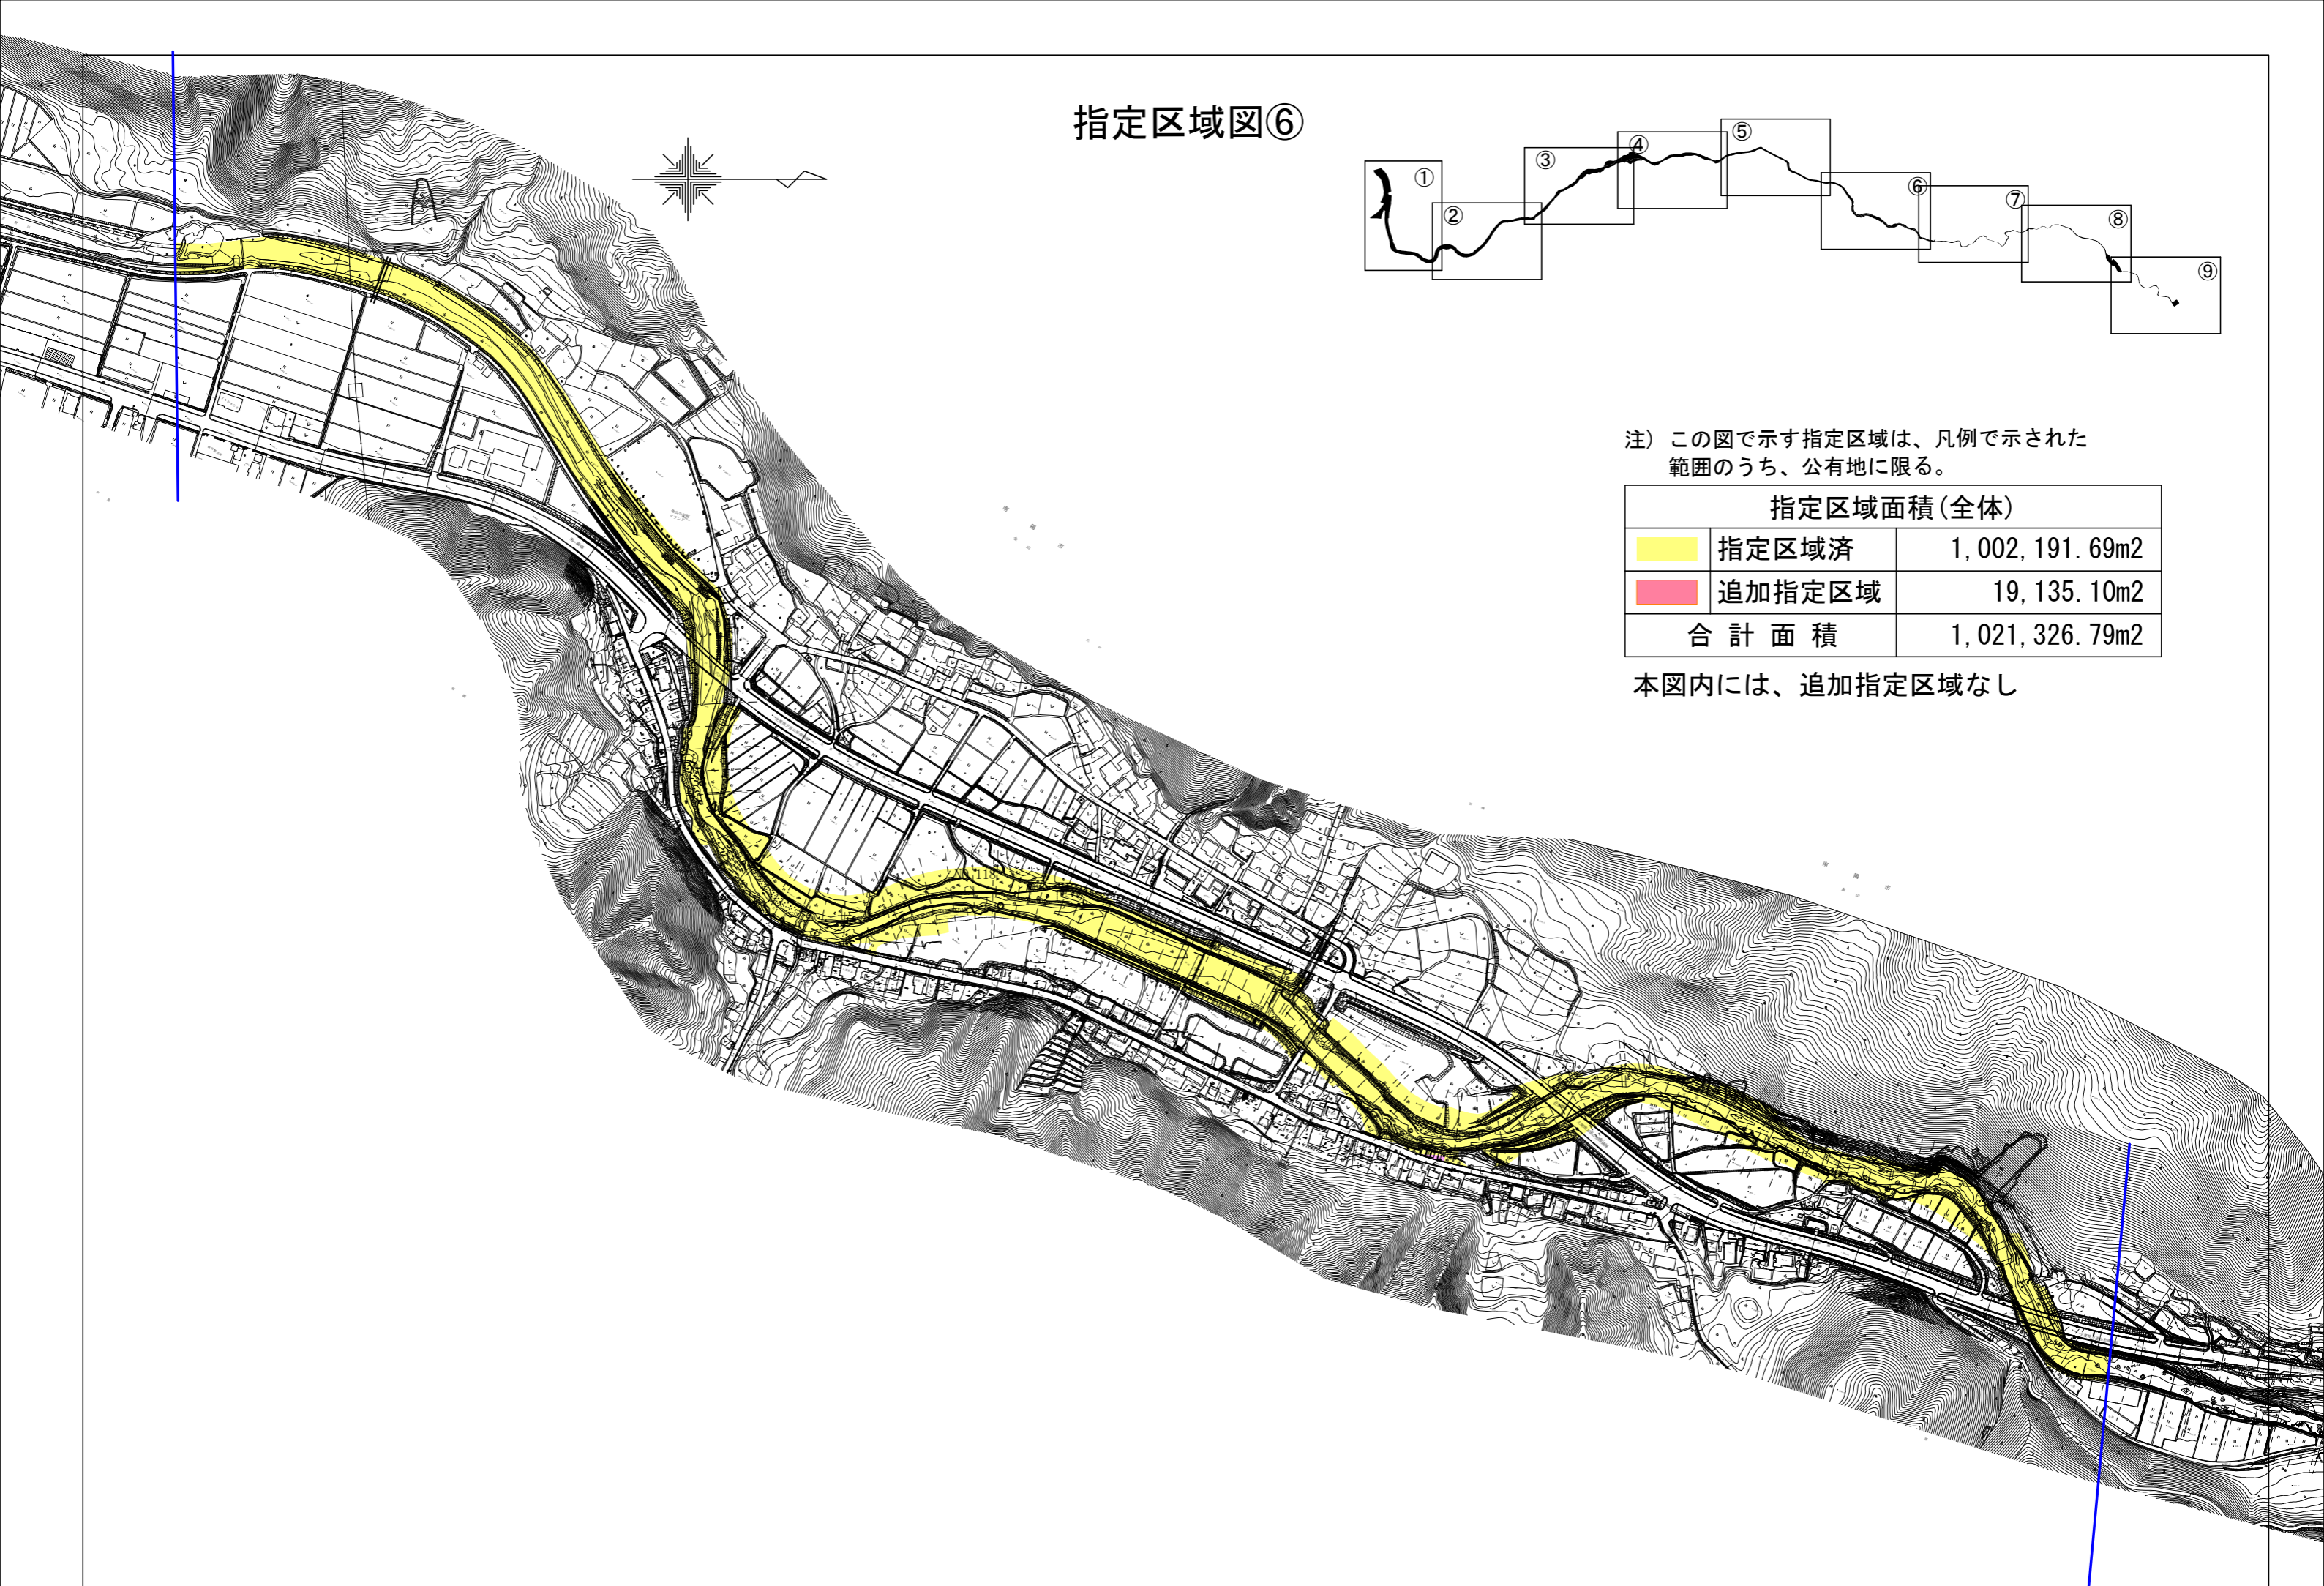 指定区域図⑥
①
②
③
④
⑤
⑥
⑦
⑧
⑨
注) この図で示す指定区域は、凡例で示された
範囲のうち、公有地に限る。
指定区域面積(全体)
指定区域済 1,002,191.69m2
追加指定区域 19,135.10m2
合計面積 1,021,326.79m2
本図内には、追加指定区域なし